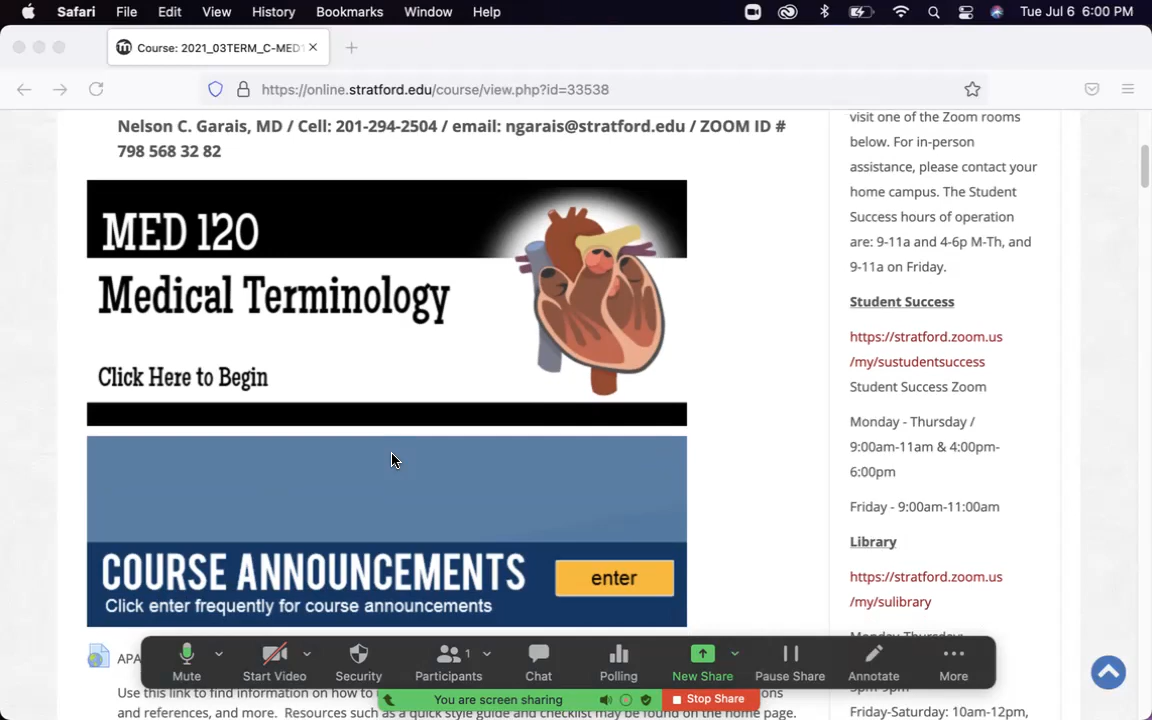 Safari File Edit View History Bookmarks Window Help Tue Jul 6 6:00 PM
Course: 2021_03TERM_C-MED1
https://online.stratford.edu/course/view.php?id=33538
Nelson C. Garais, MD / Cell: 201-294-2504 / email: ngarais@stratford.edu / ZOOM ID #
798 568 32 82
MED 120
Medical Terminology
Click Here to Begin
COURSE ANNOUNCEMENTS
enter
Click enter frequently for course announcements
APA
Use this link to find information on how to
and references, and more. Resources such as a quick style guide and checklist may be found on the home page.
visit one of the Zoom rooms
below. For in-person
assistance, please contact your
home campus. The Student
Success hours of operation
are: 9-11a and 4-6p M-Th, and
9-11a on Friday.
Student Success
https://stratford.zoom.us
/my/sustudentsuccess
Student Success Zoom
Monday - Thursday /
9:00am-11am & 4:00pm-
6:00pm
Friday - 9:00am-11:00am
Library
https://stratford.zoom.us
/my/sulibrary
Friday-Saturday: 10am-12pm,
Mute Start Video Security Participants 1 Chat Polling New Share Pause Share Annotate More
You are screen sharing Stop Share